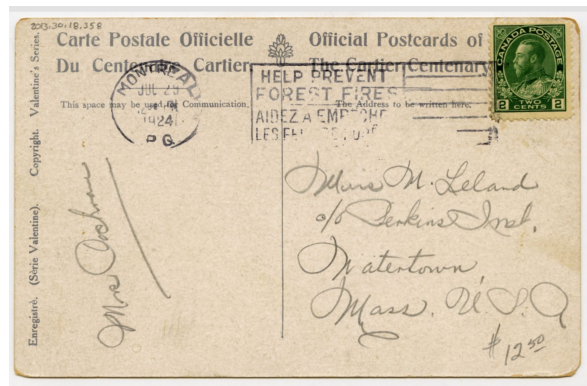 2013.30.18.358
Carte Postale Officielle
Du Centenaire Cartier
Official Postcards of
The Cartier Centenary
CANADA POSTAGE
2 TWO CENTS 2
MONTREAL
JUL 29
1924
P.Q.
HELP PREVENT
FOREST FIRES
AIDEZ A EMPECHE
LES
This space may be used for Communication.
The Address to be written here.
Enregistré. (Série Valentine). Copyright. Valentine's Series.
Mrs Cochrane
Miss M. Leland
c/o Perkins Inst.
Watertown,
Mass. U.S.A
$12.50